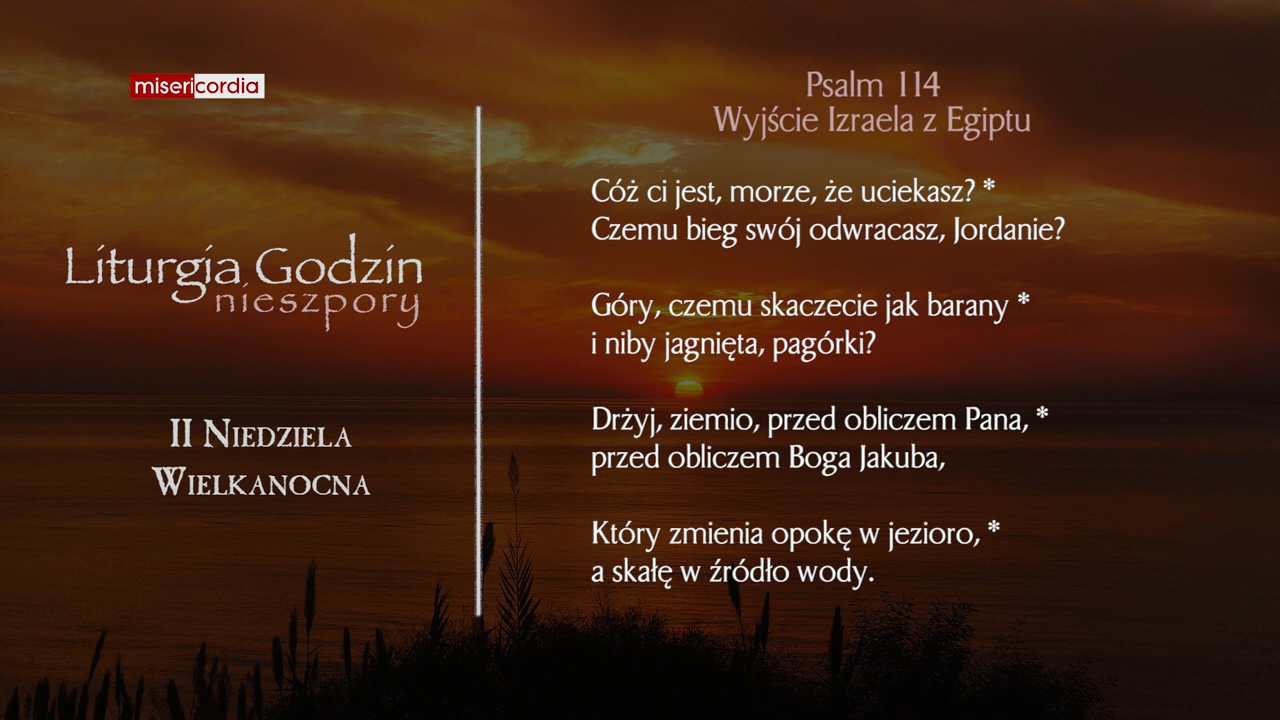 misericordia
Liturgia Godzin
nieszpory
II Niedziela
Wielkanocna
Psalm 114
Wyjście Izraela z Egiptu
Cóż ci jest, morze, że uciekasz? *
Czemu bieg swój odwracasz, Jordanie?
Góry, czemu skaczecie jak barany *
i niby jagnięta, pagórki?
Drżyj, ziemio, przed obliczem Pana, *
przed obliczem Boga Jakuba,
Który zmienia opokę w jezioro, *
a skałę w źródło wody.